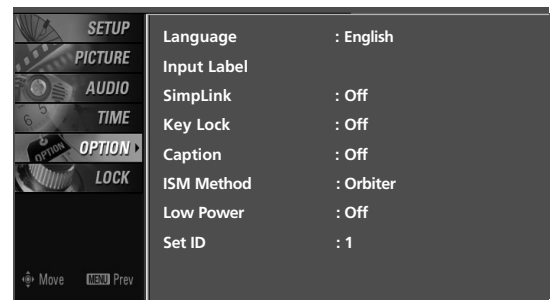 SETUP
PICTURE
AUDIO
TIME
OPTION
LOCK
Move MENU Prev
Language : English
Input Label
SimpLink : Off
Key Lock : Off
Caption : Off
ISM Method : Orbiter
Low Power : Off
Set ID : 1